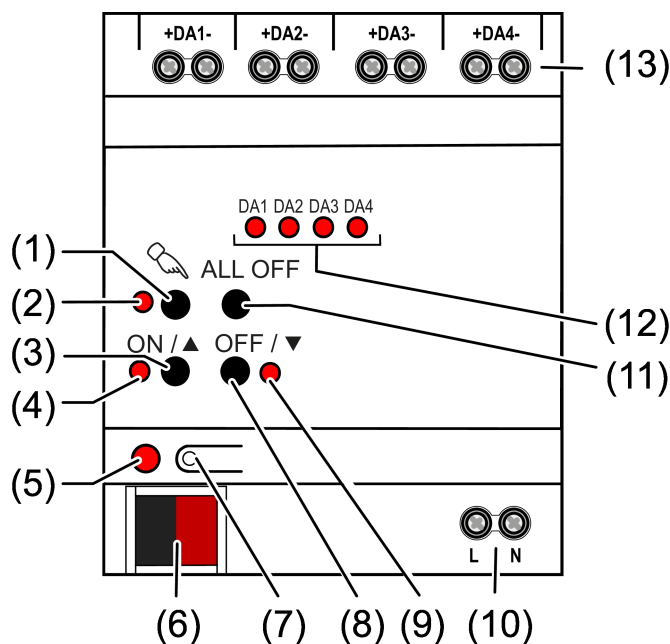 +DA1- +DA2- +DA3- +DA4-
(13)
DA1 DA2 DA3 DA4
(1)
ALL OFF
(2)
(12)
(3)
ON / ▲ OFF / ▼
(11)
(4)
(5)
L N
(6) (7) (8) (9) (10)